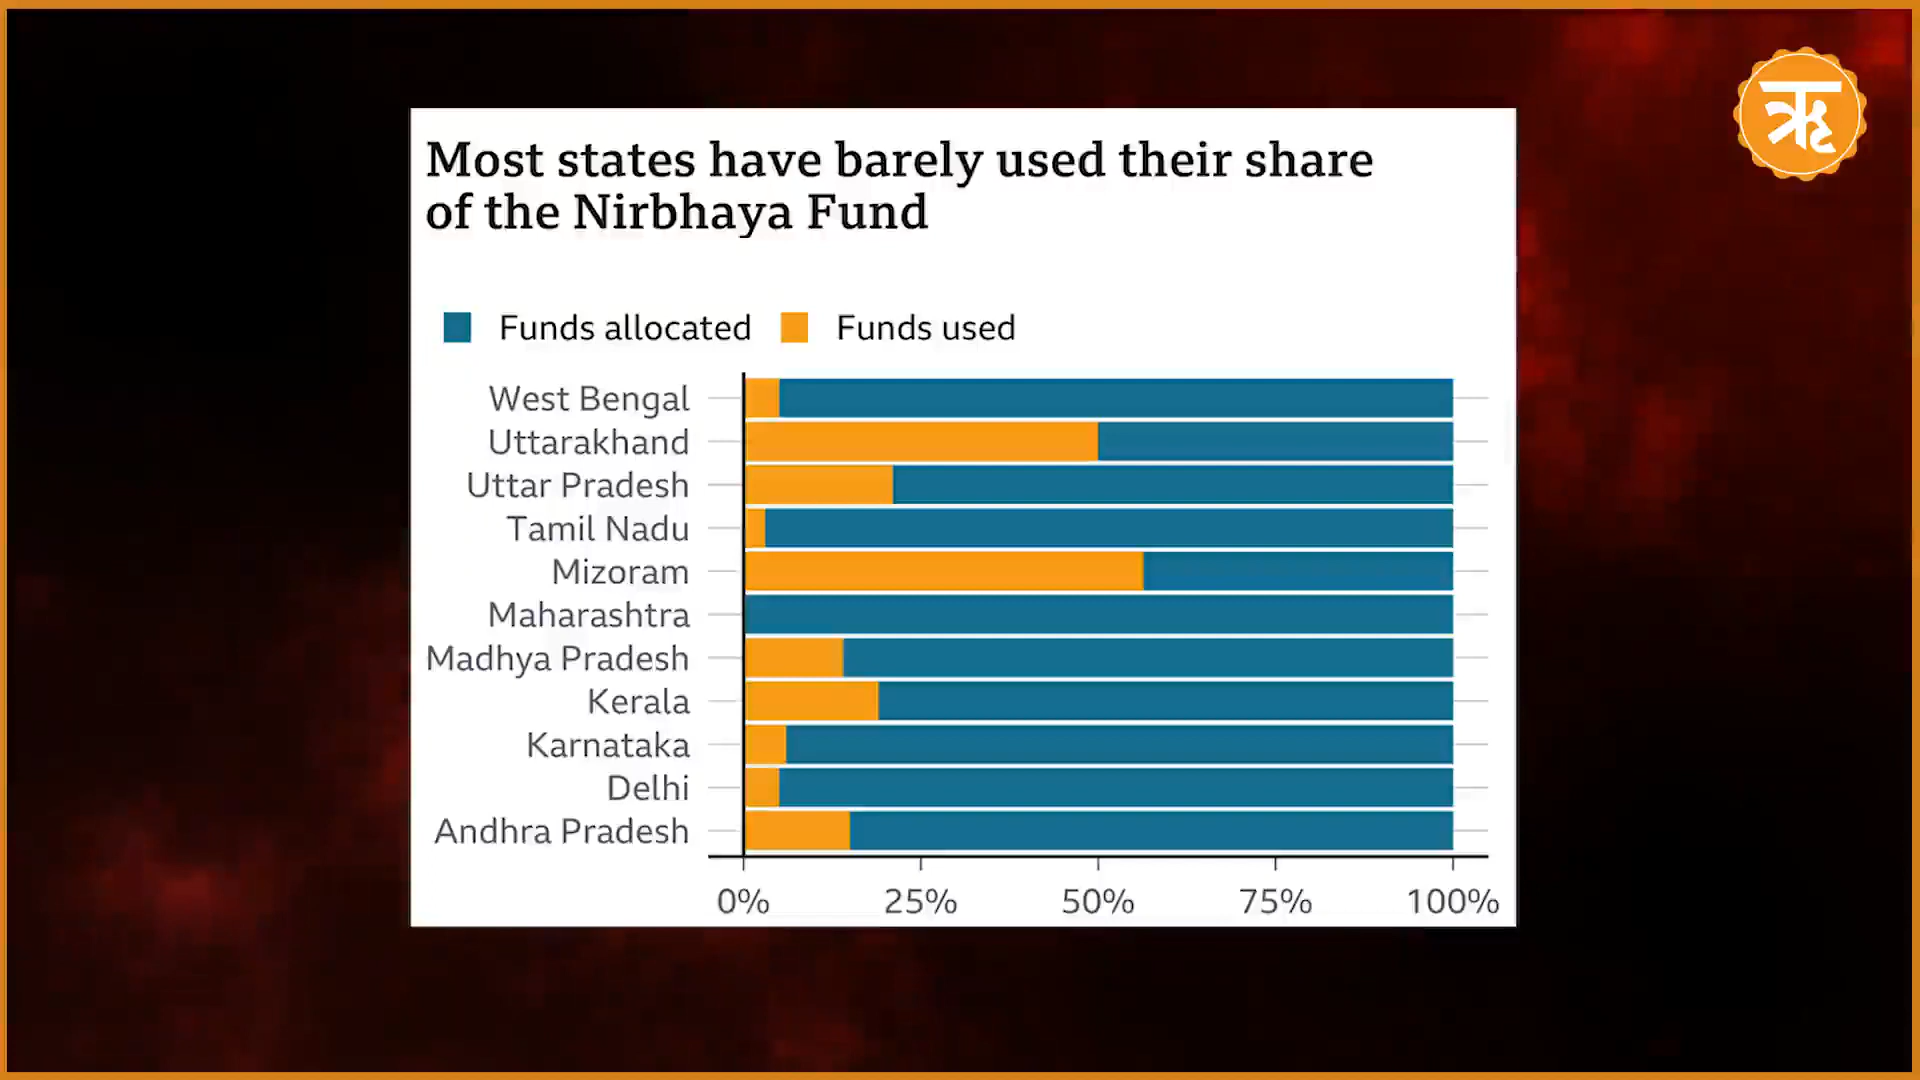 ऋ
Most states have barely used their share
of the Nirbhaya Fund
Funds allocated Funds used
West Bengal
Uttarakhand
Uttar Pradesh
Tamil Nadu
Mizoram
Maharashtra
Madhya Pradesh
Kerala
Karnataka
Delhi
Andhra Pradesh
0% 25% 50% 75% 100%